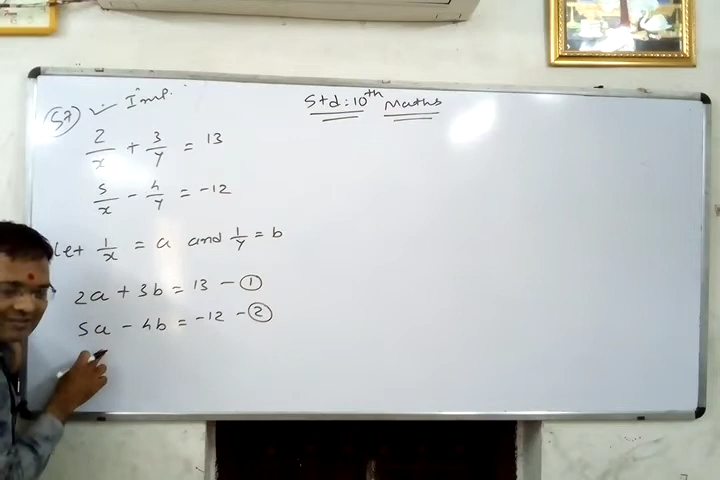 Std : 10th Maths
57 ✓ Imp.
2/x + 3/y = 13
5/x - 4/y = -12
Let 1/x = a and 1/y = b
2a + 3b = 13 - ①
5a - 4b = -12 - ②